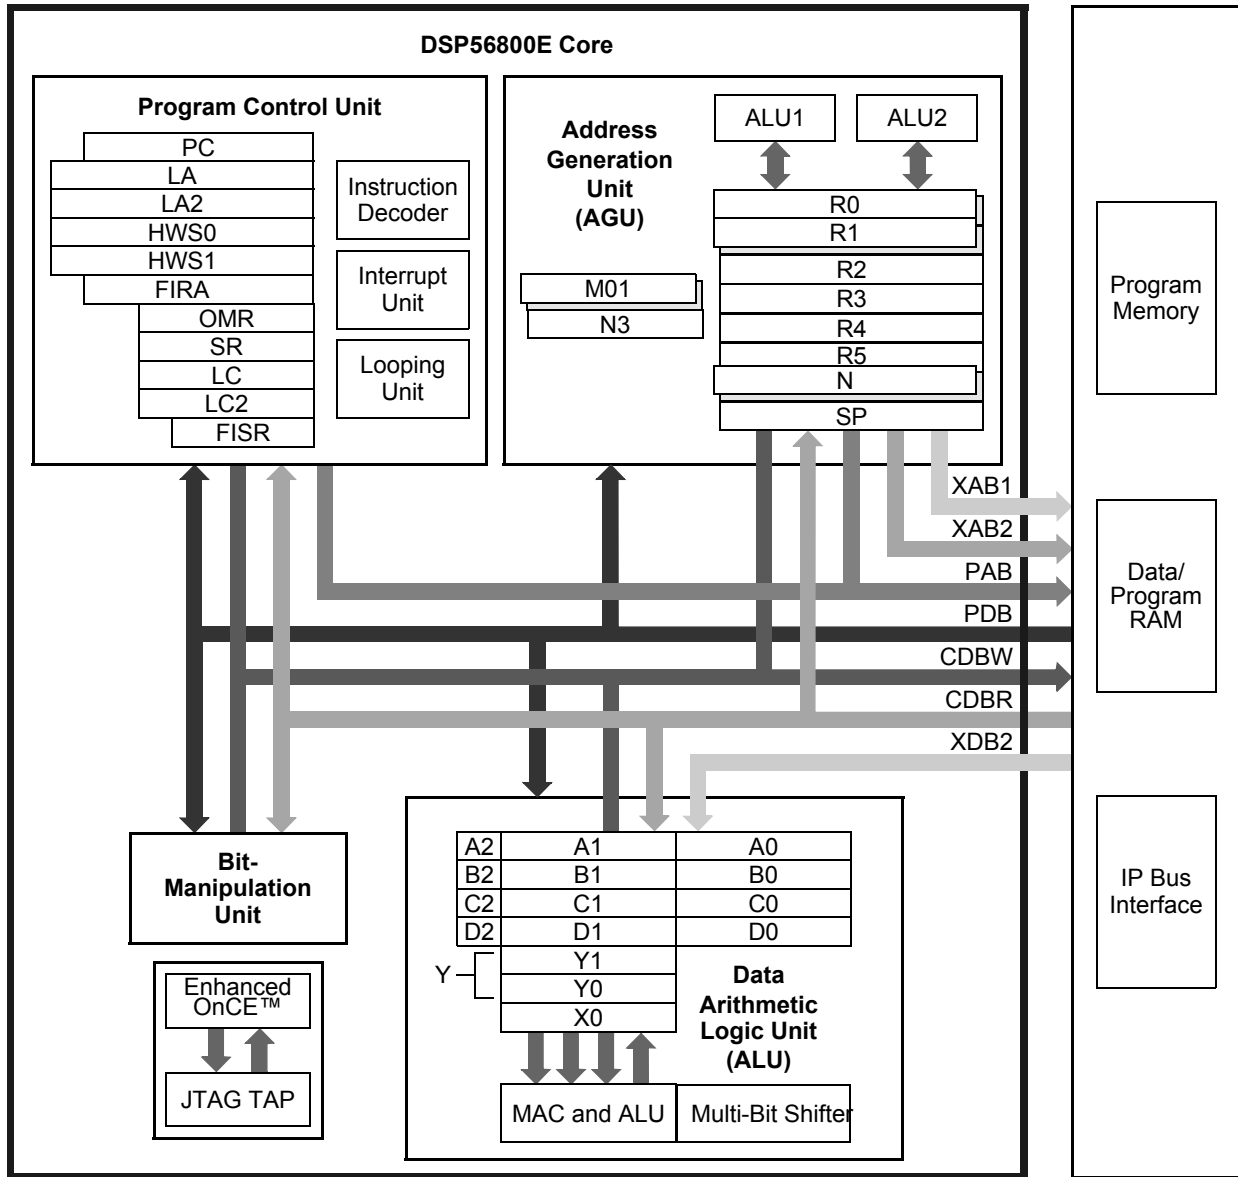 DSP56800E Core
Program Control Unit
PC
LA
LA2
HWS0
HWS1
FIRA
OMR
SR
LC
LC2
FISR
Instruction
Decoder
Interrupt
Unit
Looping
Unit
Address
Generation
Unit
(AGU)
ALU1
ALU2
R0
R1
R2
R3
R4
R5
N
SP
M01
N3
XAB1
XAB2
PAB
PDB
CDBW
CDBR
XDB2
Program
Memory
Data/
Program
RAM
IP Bus
Interface
Bit-
Manipulation
Unit
Enhanced
OnCE™
JTAG TAP
A2 A1 A0
B2 B1 B0
C2 C1 C0
D2 D1 D0
Y
Y1
Y0
X0
Data
Arithmetic
Logic Unit
(ALU)
MAC and ALU
Multi-Bit Shifter